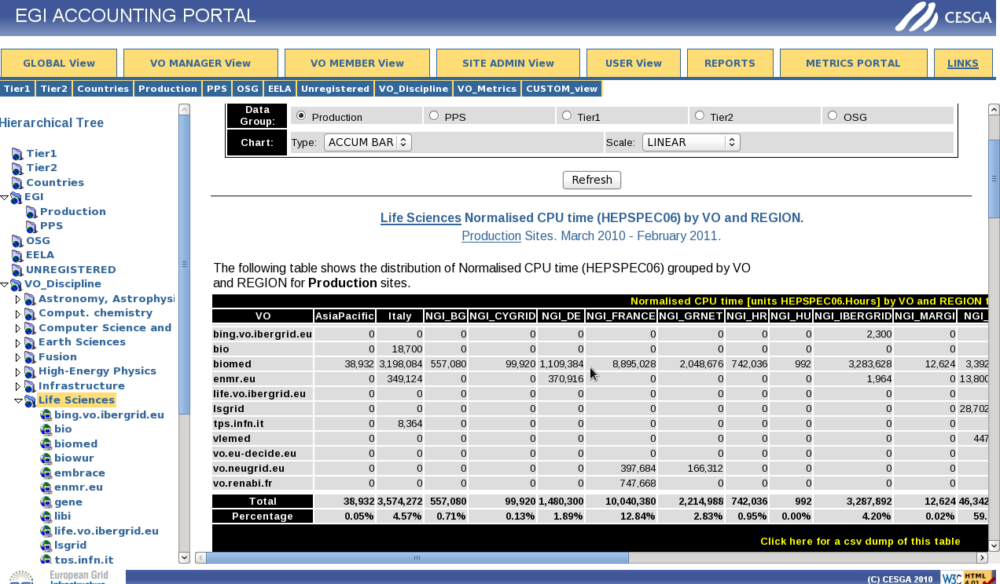 EGI ACCOUNTING PORTAL
CESGA
GLOBAL View VO MANAGER View VO MEMBER View SITE ADMIN View USER View REPORTS METRICS PORTAL LINKS
Tier1 Tier2 Countries Production PPS OSG EELA Unregistered VO_Discipline VO_Metrics CUSTOM_view
Hierarchical Tree
Tier1
Tier2
Countries
EGI
Production
PPS
OSG
EELA
UNREGISTERED
VO_Discipline
Astronomy, Astrophysi
Comput. chemistry
Computer Science and
Earth Sciences
Fusion
High-Energy Physics
Infrastructure
Life Sciences
bing.vo.ibergrid.eu
bio
biomed
biowur
embrace
enmr.eu
gene
libi
life.vo.ibergrid.eu
lsgrid
tps.infn.it
Data Group: Production PPS Tier1 Tier2 OSG
Chart: Type: ACCUM BAR Scale: LINEAR
Refresh
Life Sciences Normalised CPU time (HEPSPEC06) by VO and REGION.
Production Sites. March 2010 - February 2011.
The following table shows the distribution of Normalised CPU time (HEPSPEC06) grouped by VO
and REGION for Production sites.
Normalised CPU time [units HEPSPEC06.Hours] by VO and REGION f
VO AsiaPacific Italy NGI_BG NGI_CYGRID NGI_DE NGI_FRANCE NGI_GRNET NGI_HR NGI_HU NGI_IBERGRID NGI_MARGI NGI_
bing.vo.ibergrid.eu 0 0 0 0 0 0 0 0 0 2,300 0
bio 0 18,700 0 0 0 0 0 0 0 0 0
biomed 38,932 3,198,084 557,080 99,920 1,109,384 8,895,028 2,048,676 742,036 992 3,283,628 12,624 3,392
enmr.eu 0 349,124 0 0 370,916 0 0 0 0 1,964 0 13,800
life.vo.ibergrid.eu 0 0 0 0 0 0 0 0 0 0 0
lsgrid 0 0 0 0 0 0 0 0 0 0 0 28,702
tps.infn.it 0 8,364 0 0 0 0 0 0 0 0 0
vlemed 0 0 0 0 0 0 0 0 0 0 0 447
vo.eu-decide.eu 0 0 0 0 0 0 0 0 0 0 0
vo.neugrid.eu 0 0 0 0 0 397,684 166,312 0 0 0 0
vo.renabi.fr 0 0 0 0 0 747,668 0 0 0 0 0
Total 38,932 3,574,272 557,080 99,920 1,480,300 10,040,380 2,214,988 742,036 992 3,287,892 12,624 46,342
Percentage 0.05% 4.57% 0.71% 0.13% 1.89% 12.84% 2.83% 0.95% 0.00% 4.20% 0.02% 59.
Click here for a csv dump of this table
European Grid
Infrastructure
(C) CESGA 2010 W3C HTML 4.01